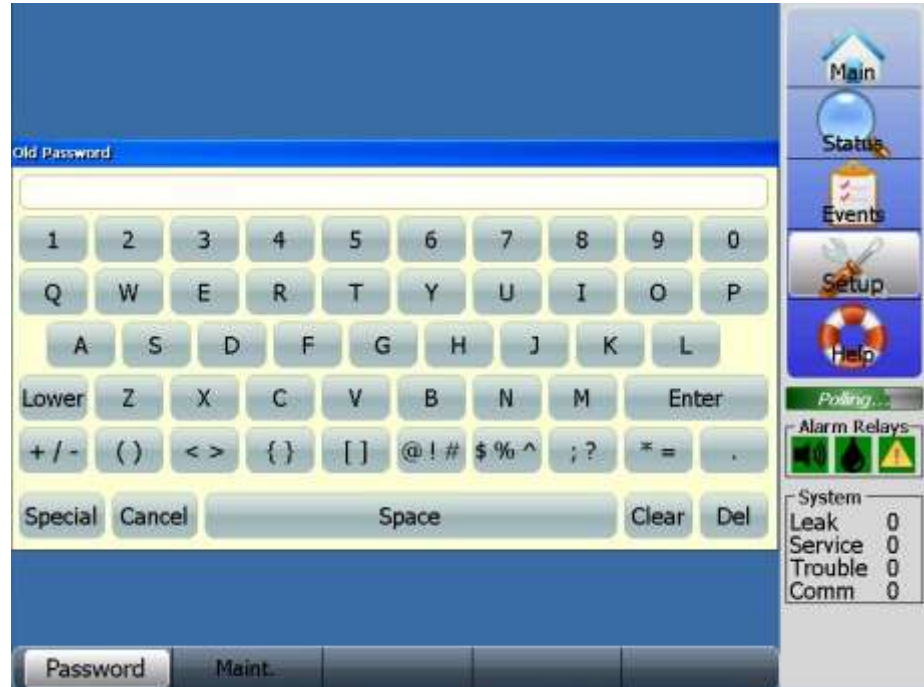 Old Password
1 2 3 4 5 6 7 8 9 0
Q W E R T Y U I O P
A S D F G H J K L
Lower Z X C V B N M Enter
+ / - ( ) < > { } [ ] @ ! # $ % ^ ; ? * = .
Special Cancel Space Clear Del
Password Maint.
Main
Status
Events
Setup
Help
Polling...
Alarm Relays
System
Leak 0
Service 0
Trouble 0
Comm 0